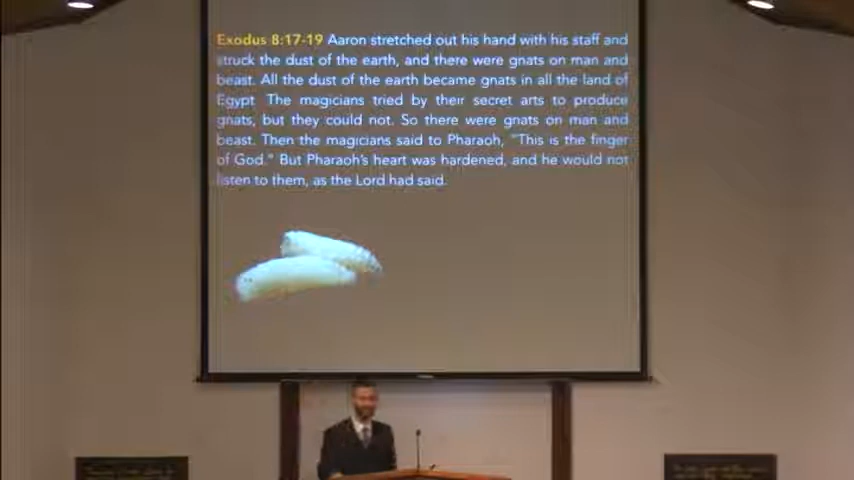 Exodus 8:17-19 Aaron stretched out his hand with his staff and
struck the dust of the earth, and there were gnats on man and
beast. All the dust of the earth became gnats in all the land of
Egypt. The magicians tried by their secret arts to produce
gnats, but they could not. So there were gnats on man and
beast. Then the magicians said to Pharaoh, "This is the finger
of God." But Pharaoh's heart was hardened, and he would not
listen to them, as the Lord had said.